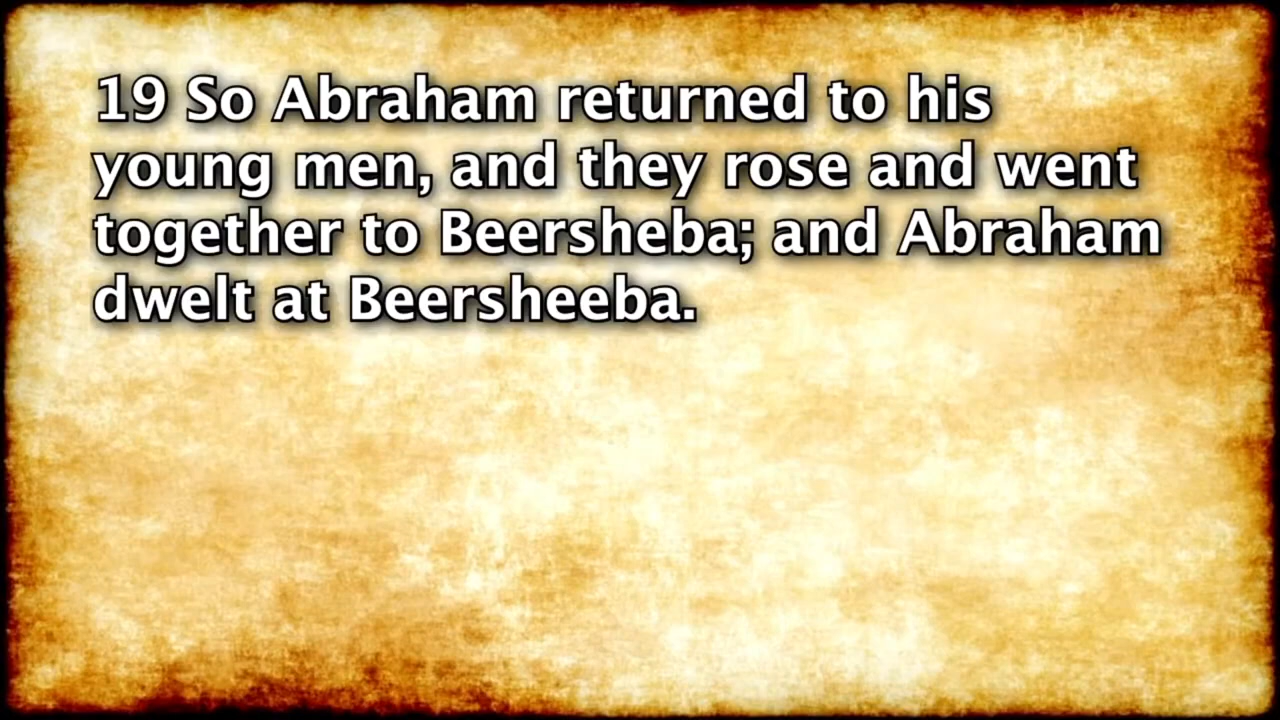 19 So Abraham returned to his
young men, and they rose and went
together to Beersheba; and Abraham
dwelt at Beersheeba.